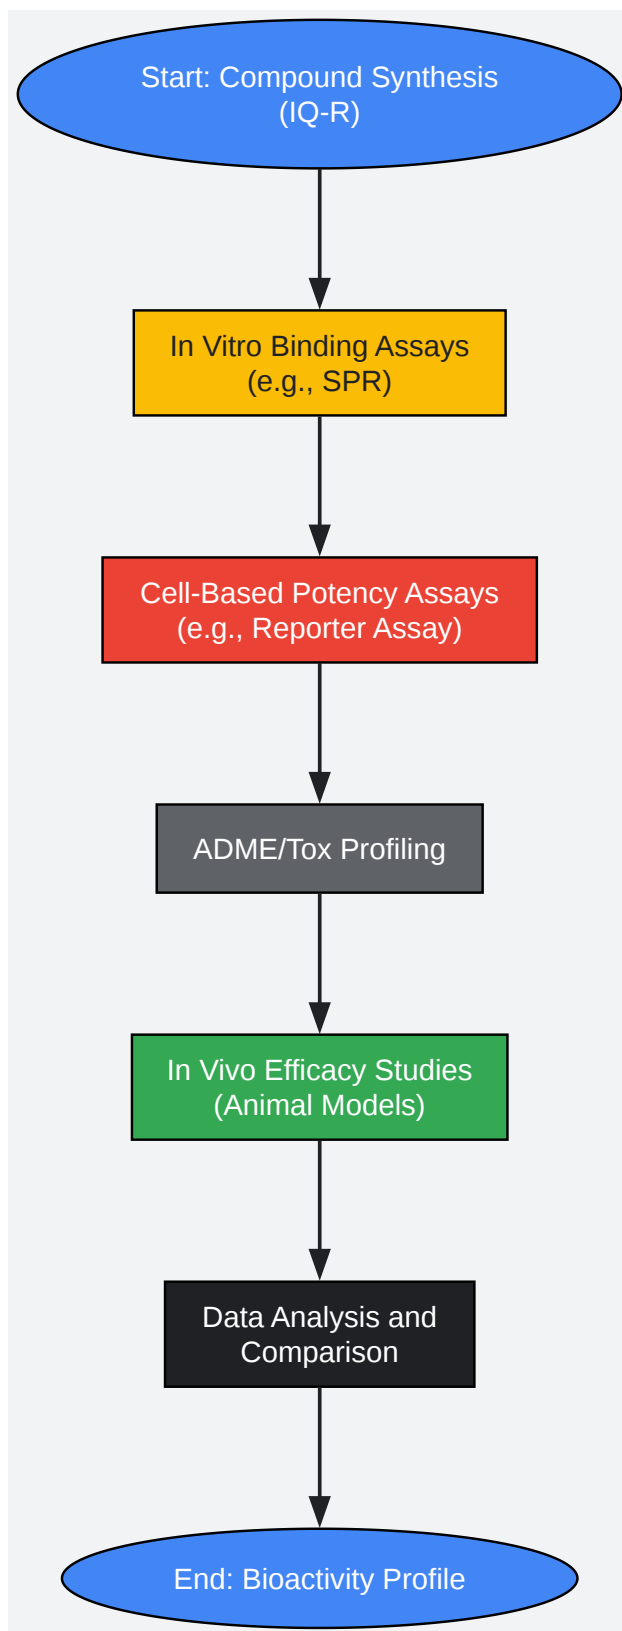 Start: Compound Synthesis
(IQ-R)
In Vitro Binding Assays
(e.g., SPR)
Cell-Based Potency Assays
(e.g., Reporter Assay)
ADME/Tox Profiling
In Vivo Efficacy Studies
(Animal Models)
Data Analysis and
Comparison
End: Bioactivity Profile